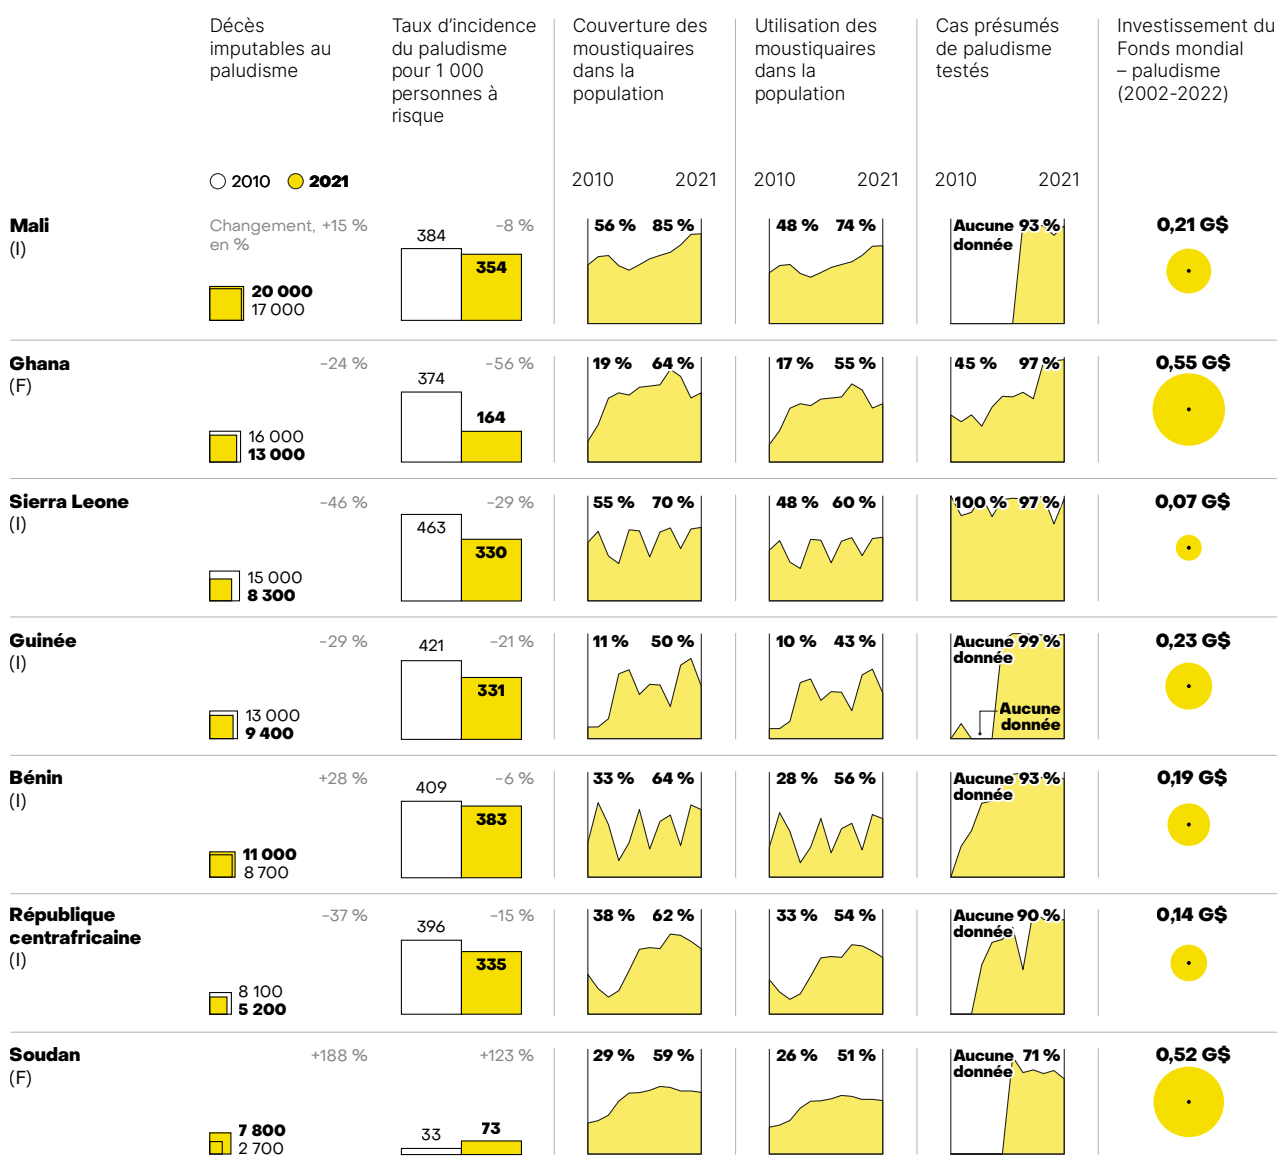 Décès
imputables au
paludisme
Taux d’incidence
du paludisme
pour 1 000
personnes à
risque
Couverture des
moustiquaires
dans la
population
Utilisation des
moustiquaires
dans la
population
Cas présumés
de paludisme
testés
Investissement du
Fonds mondial
– paludisme
(2002-2022)
2010 2021
2010 2021
2010 2021
2010 2021
Mali
(I)
Changement, +15 %
en %
20 000
17 000
-8 %
384
354
56 % 85 %
48 % 74 %
Aucune 93 %
donnée
0,21 G$
Ghana
(F)
-24 %
16 000
13 000
-56 %
374
164
19 % 64 %
17 % 55 %
45 % 97 %
0,55 G$
Sierra Leone
(I)
-46 %
15 000
8 300
-29 %
463
330
55 % 70 %
48 % 60 %
100 % 97 %
0,07 G$
Guinée
(I)
-29 %
13 000
9 400
-21 %
421
331
11 % 50 %
10 % 43 %
Aucune 99 %
donnée
Aucune
donnée
0,23 G$
Bénin
(I)
+28 %
11 000
8 700
-6 %
409
383
33 % 64 %
28 % 56 %
Aucune 93 %
donnée
0,19 G$
République
centrafricaine
(I)
-37 %
8 100
5 200
-15 %
396
335
38 % 62 %
33 % 54 %
Aucune 90 %
donnée
0,14 G$
Soudan
(F)
+188 %
7 800
2 700
+123 %
33
73
29 % 59 %
26 % 51 %
Aucune 71 %
donnée
0,52 G$